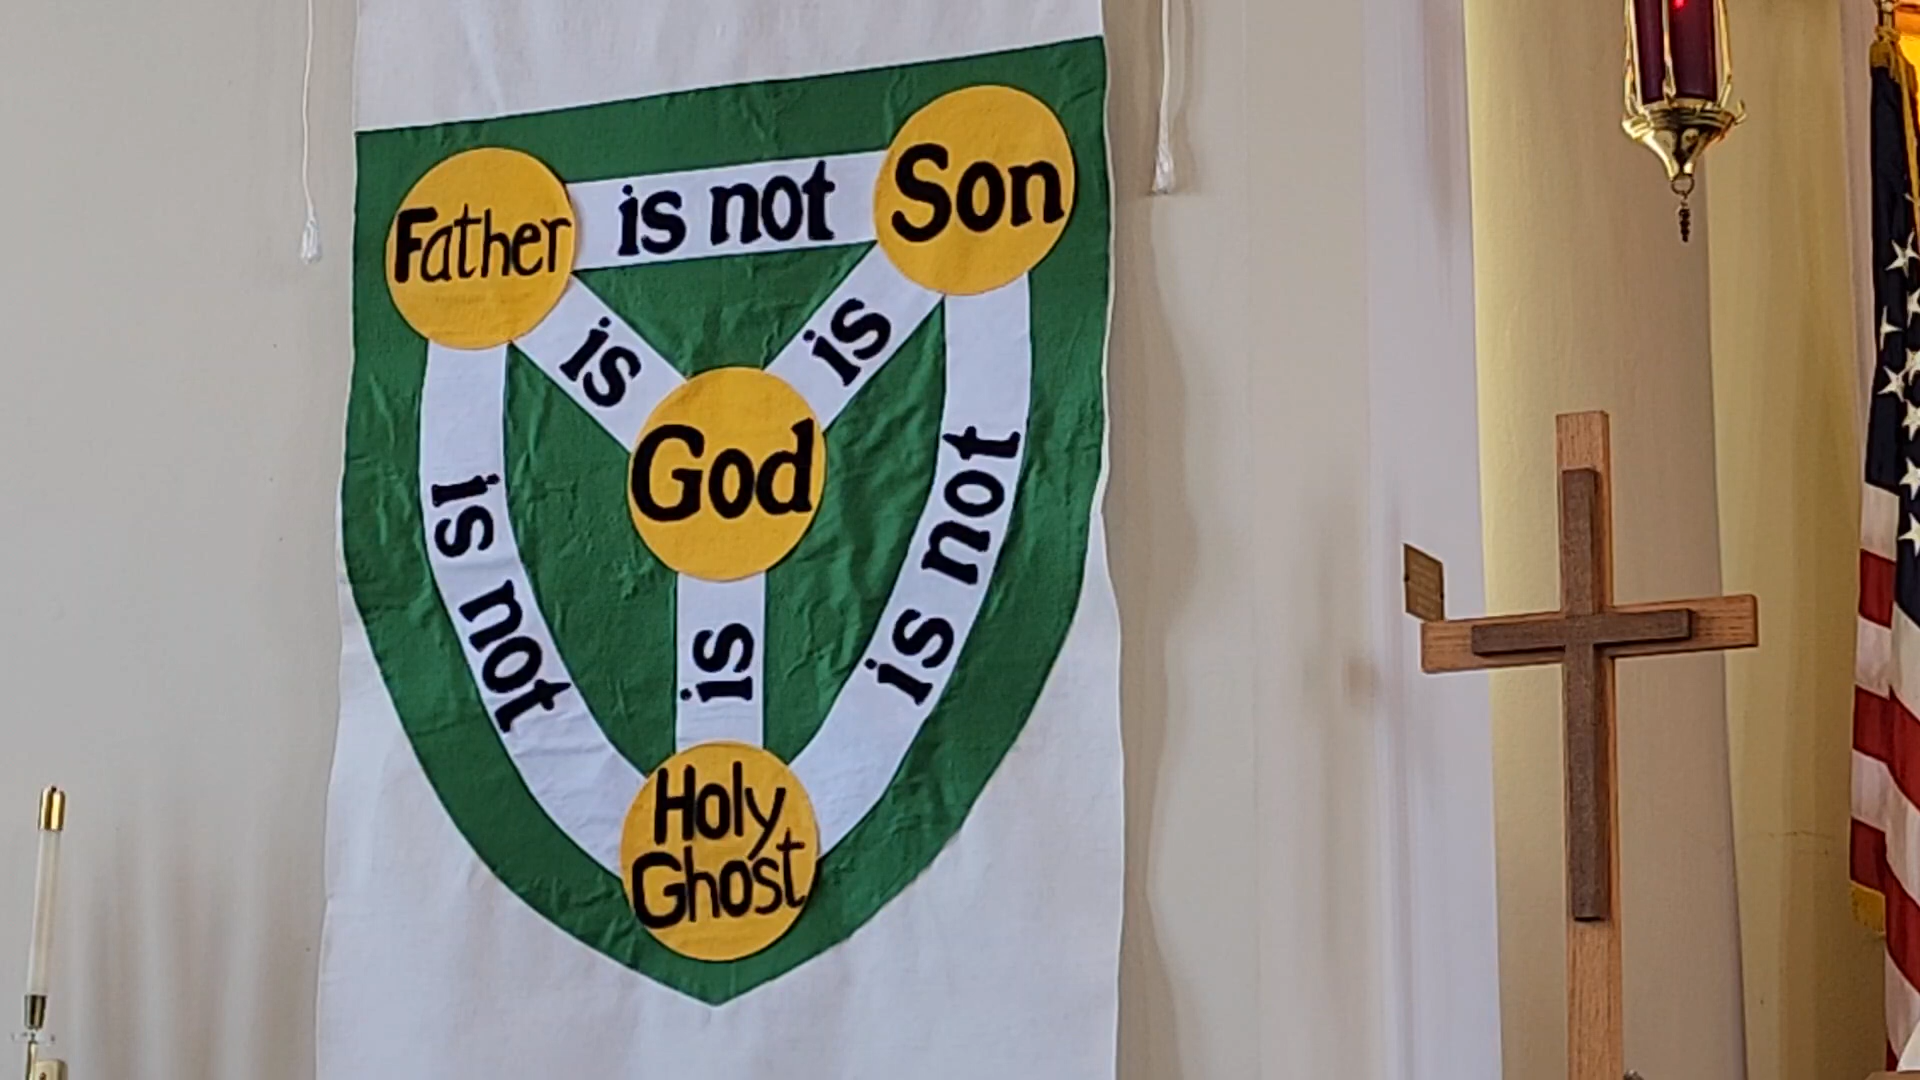 Father is not Son
is
is
God
is not
is
is not
Holy
Ghost